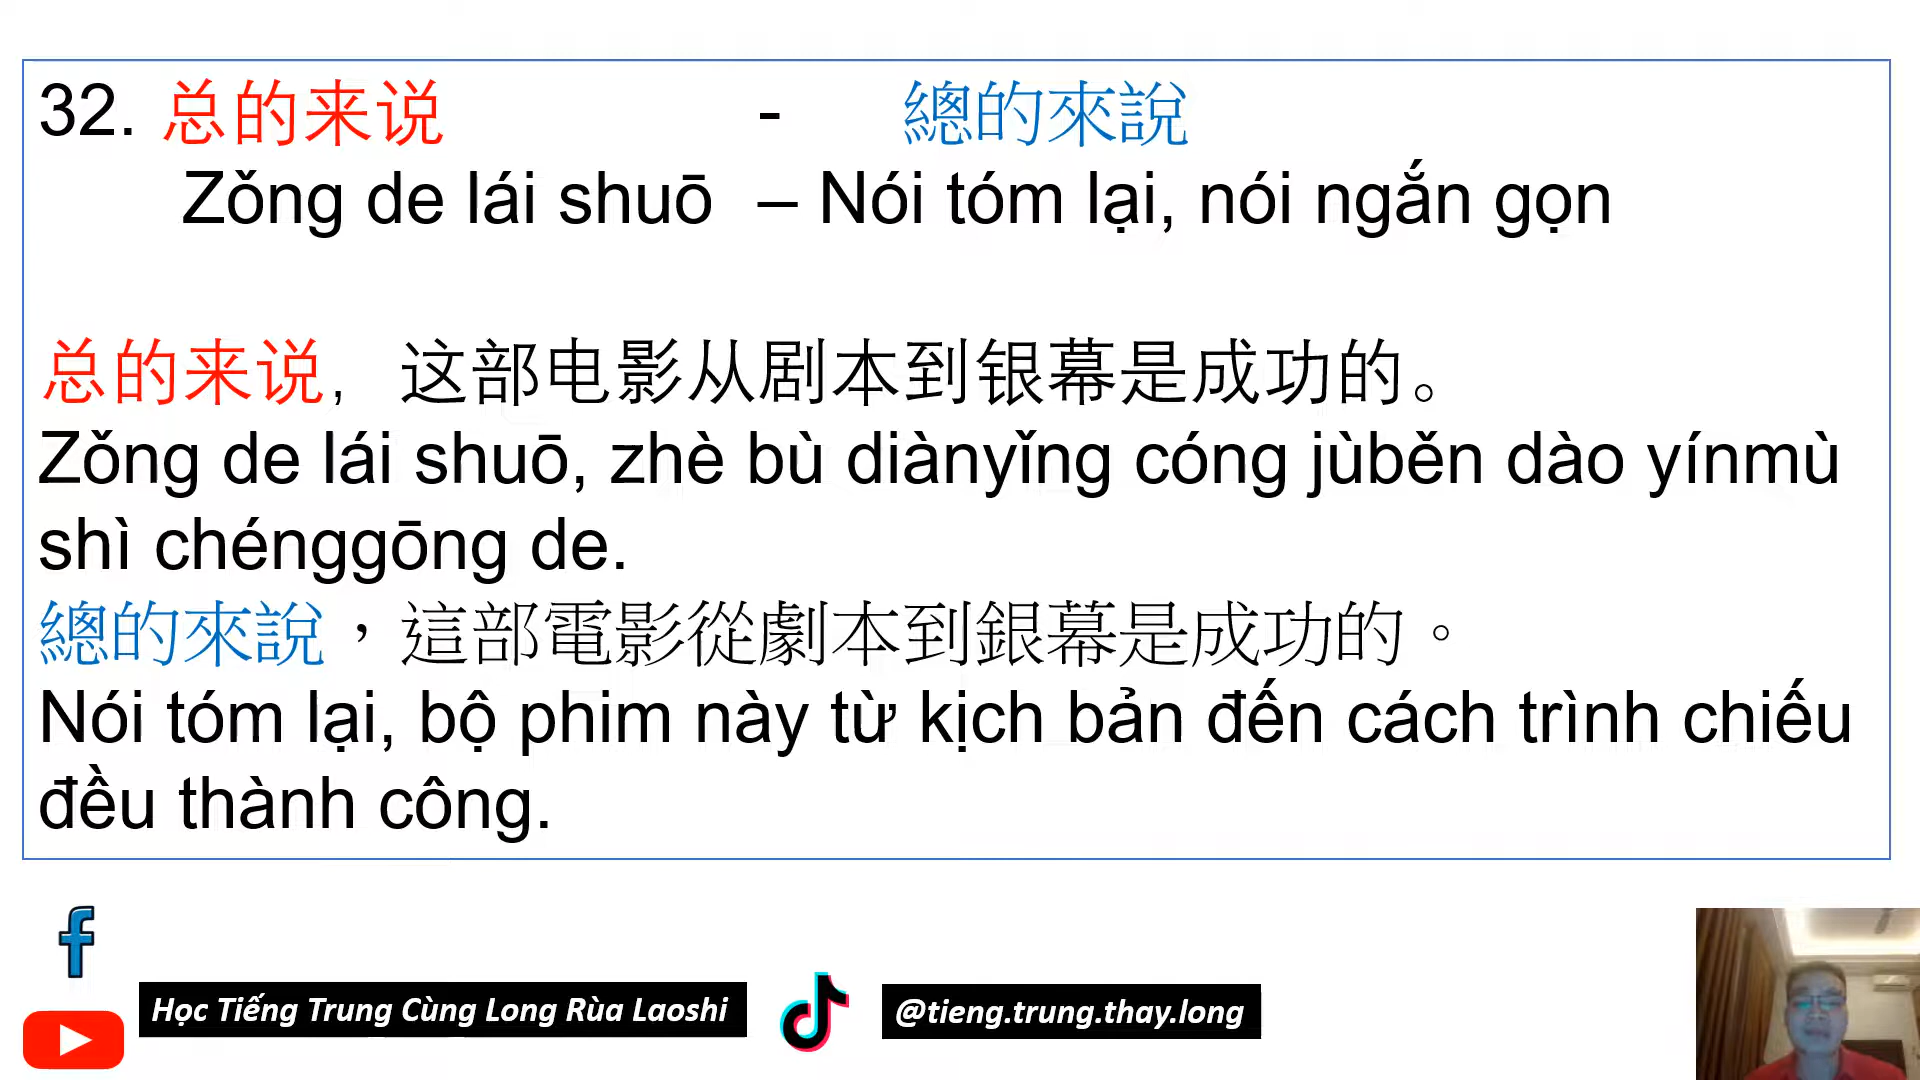 32. 总的来说 - 總的來說
Zǒng de lái shuō – Nói tóm lại, nói ngắn gọn
总的来说, 这部电影从剧本到银幕是成功的。
Zǒng de lái shuō, zhè bù diànyǐng cóng jùběn dào yínmù
shì chénggōng de.
總的來說，這部電影從劇本到銀幕是成功的。
Nói tóm lại, bộ phim này từ kịch bản đến cách trình chiếu
đều thành công.
Học Tiếng Trung Cùng Long Rùa Laoshi
@tieng.trung.thay.long